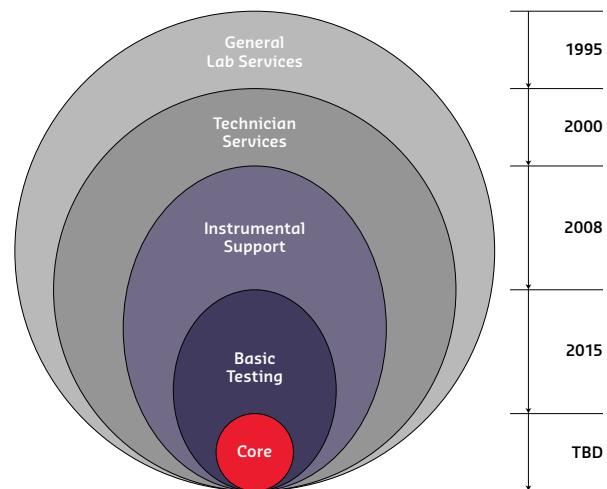 General
Lab Services
1995
Technician
Services
2000
Instrumental
Support
2008
Basic
Testing
2015
Core
TBD